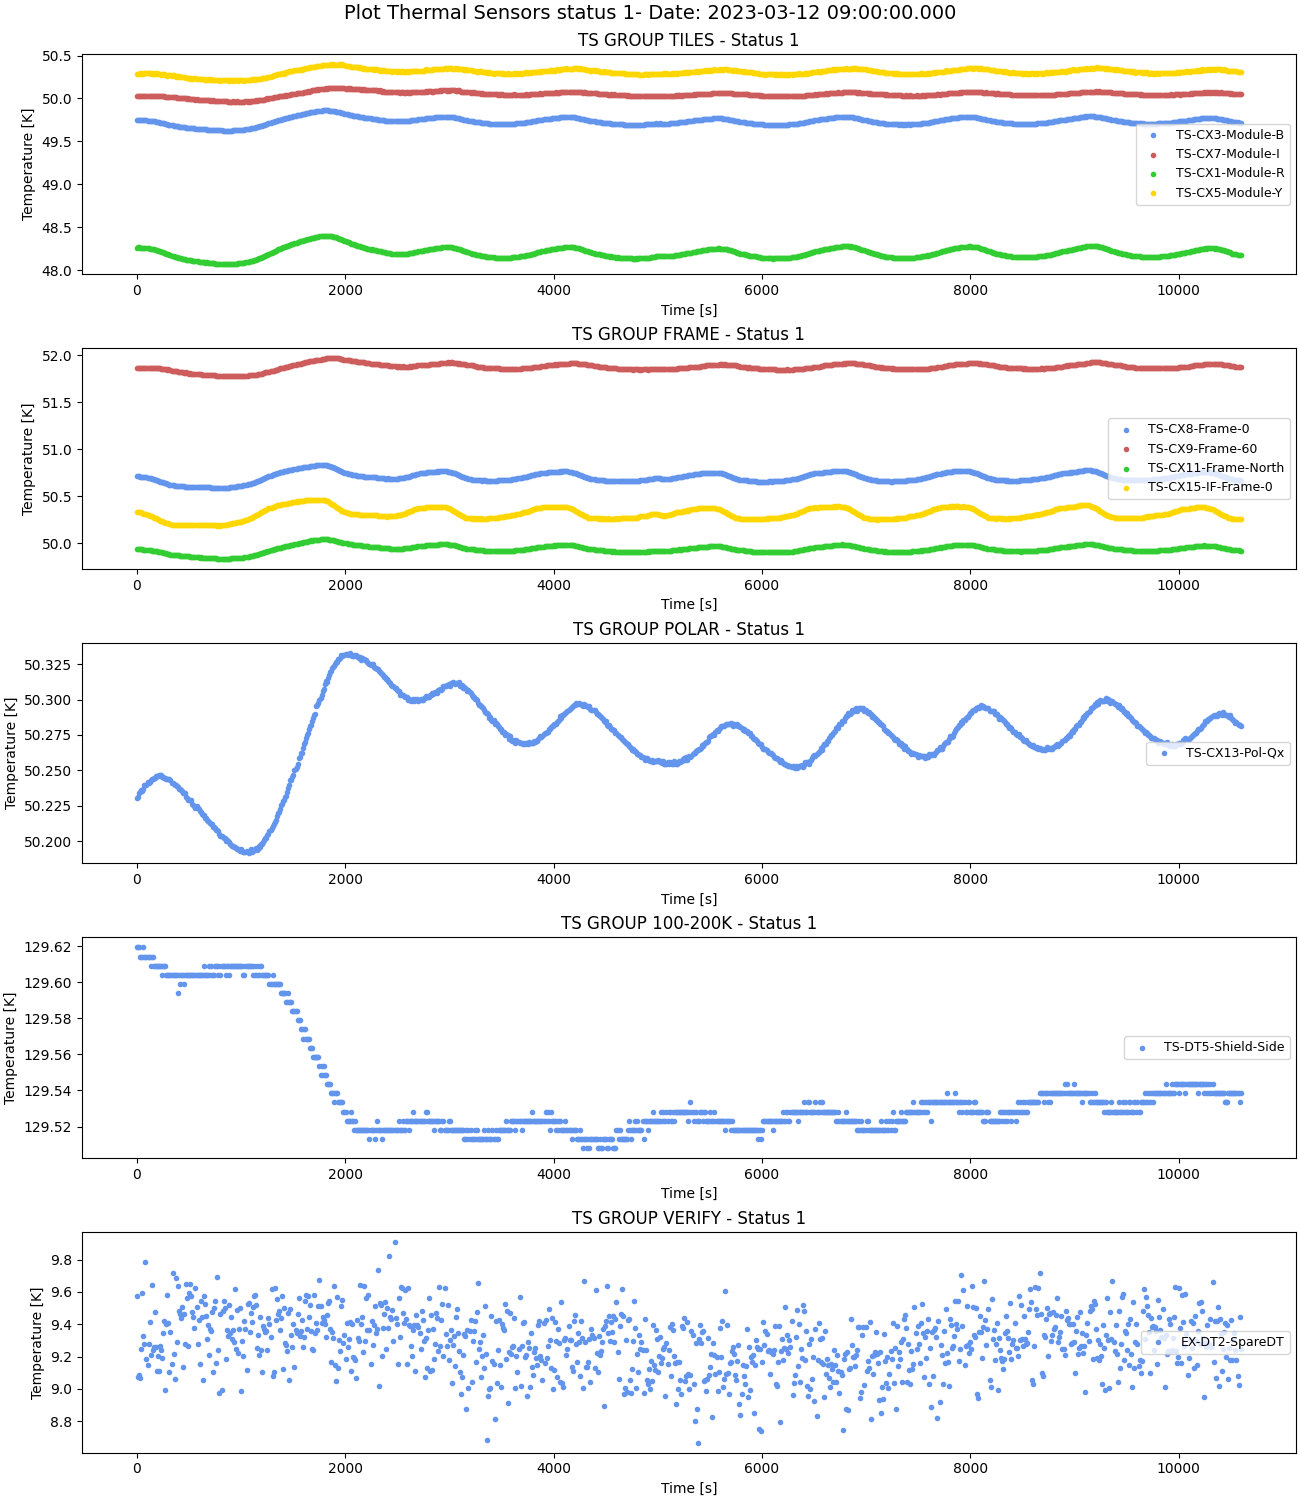 Plot Thermal Sensors status 1- Date: 2023-03-12 09:00:00.000
TS GROUP TILES - Status 1
Temperature [K]
50.5
50.0
49.5
49.0
48.5
48.0
TS-CX3-Module-B
TS-CX7-Module-I
TS-CX1-Module-R
TS-CX5-Module-Y
0 2000 4000 6000 8000 10000
Time [s]
TS GROUP FRAME - Status 1
Temperature [K]
52.0
51.5
51.0
50.5
50.0
TS-CX8-Frame-0
TS-CX9-Frame-60
TS-CX11-Frame-North
TS-CX15-IF-Frame-0
0 2000 4000 6000 8000 10000
Time [s]
TS GROUP POLAR - Status 1
Temperature [K]
50.325
50.300
50.275
50.250
50.225
50.200
TS-CX13-Pol-Qx
0 2000 4000 6000 8000 10000
Time [s]
TS GROUP 100-200K - Status 1
Temperature [K]
129.62
129.60
129.58
129.56
129.54
129.52
TS-DT5-Shield-Side
0 2000 4000 6000 8000 10000
Time [s]
TS GROUP VERIFY - Status 1
Temperature [K]
9.8
9.6
9.4
9.2
9.0
8.8
EX-DT2-SpareDT
0 2000 4000 6000 8000 10000
Time [s]